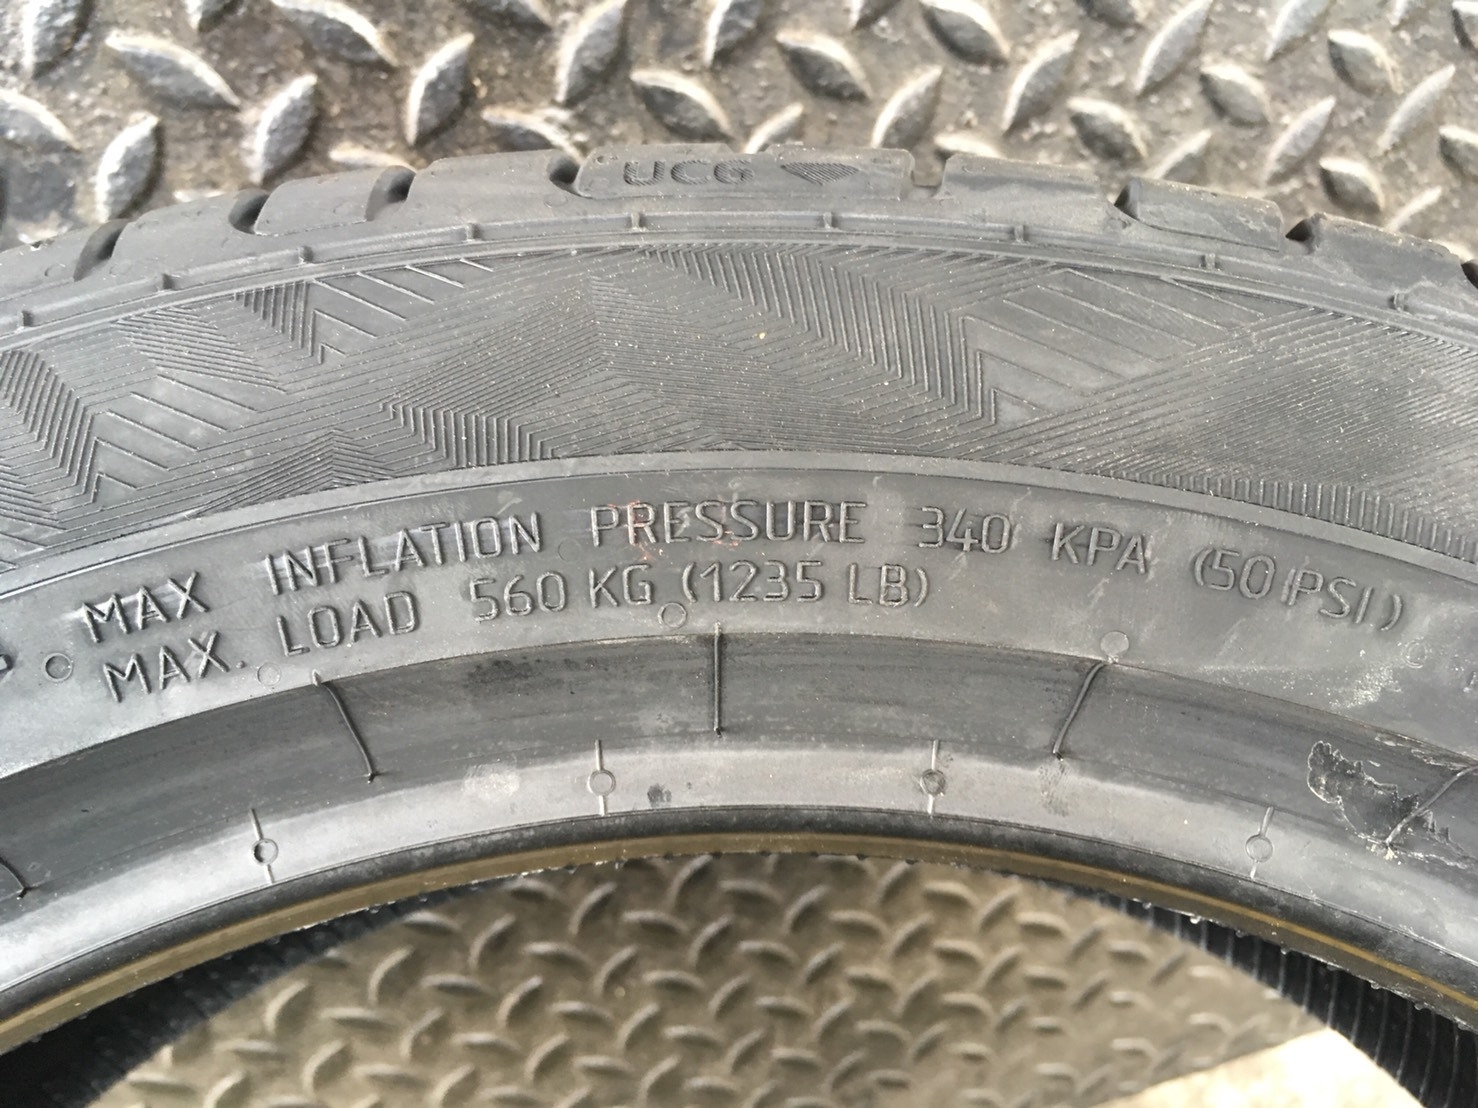 UCG
MAX INFLATION PRESSURE 340 KPA (50 PSI)
MAX. LOAD 560 KG (1235 LB)